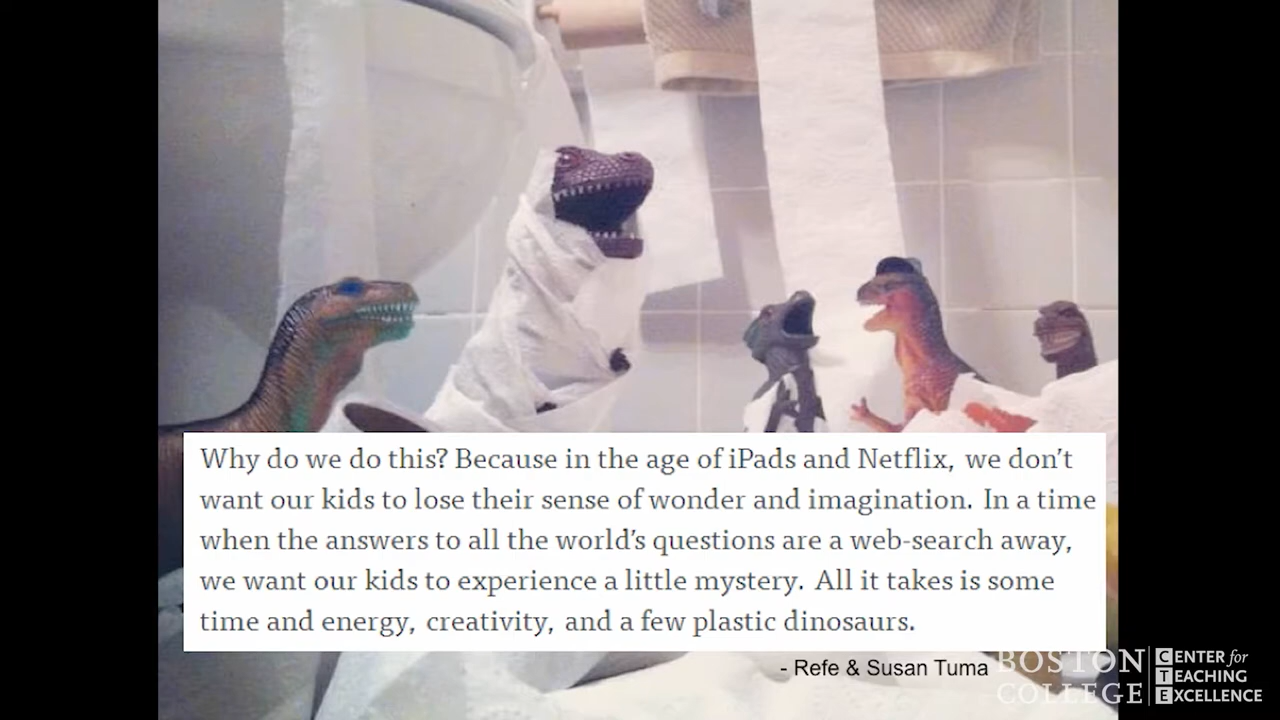 Why do we do this? Because in the age of iPads and Netflix, we don’t
want our kids to lose their sense of wonder and imagination. In a time
when the answers to all the world’s questions are a web-search away,
we want our kids to experience a little mystery. All it takes is some
time and energy, creativity, and a few plastic dinosaurs.
- Refe & Susan Tuma
BOSTON
COLLEGE
CENTER for
TEACHING
EXCELLENCE